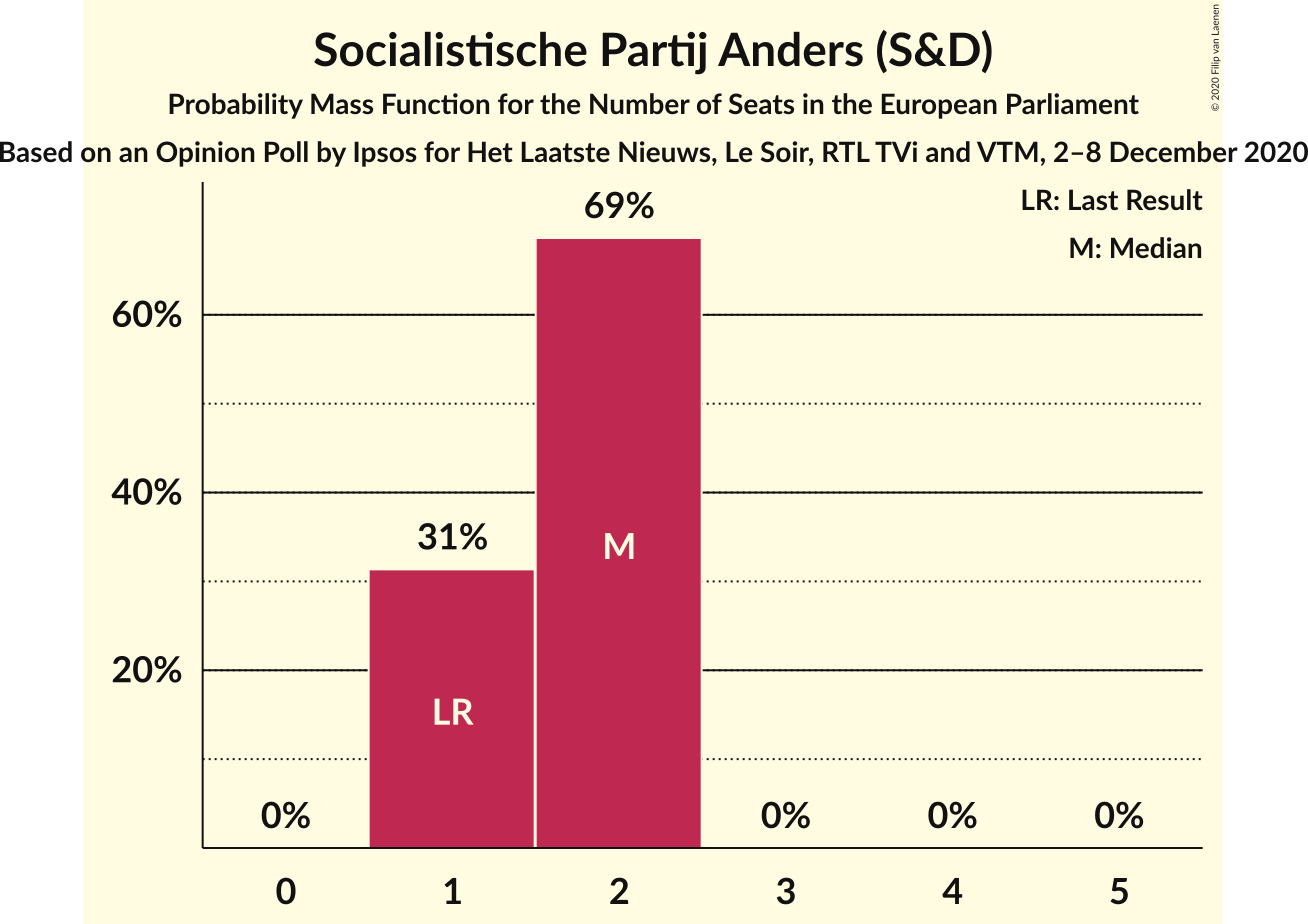 Socialistische Partij Anders (S&D)
Probability Mass Function for the Number of Seats in the European Parliament
Based on an Opinion Poll by Ipsos for Het Laatste Nieuws, Le Soir, RTL TVi and VTM, 2–8 December 2020
© 2020 Filip van Laenen
LR: Last Result
M: Median
69%
60%
40%
31%
M
20%
LR
0%
0%
0%
0%
0 1 2 3 4 5